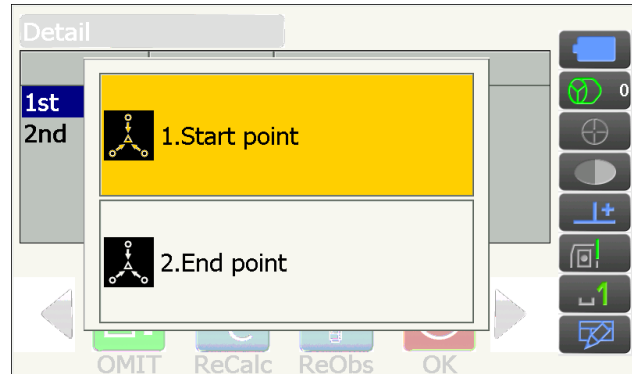 Detail
1st
2nd
1.Start point
2.End point
0
1
OMIT
ReCalc
ReObs
OK